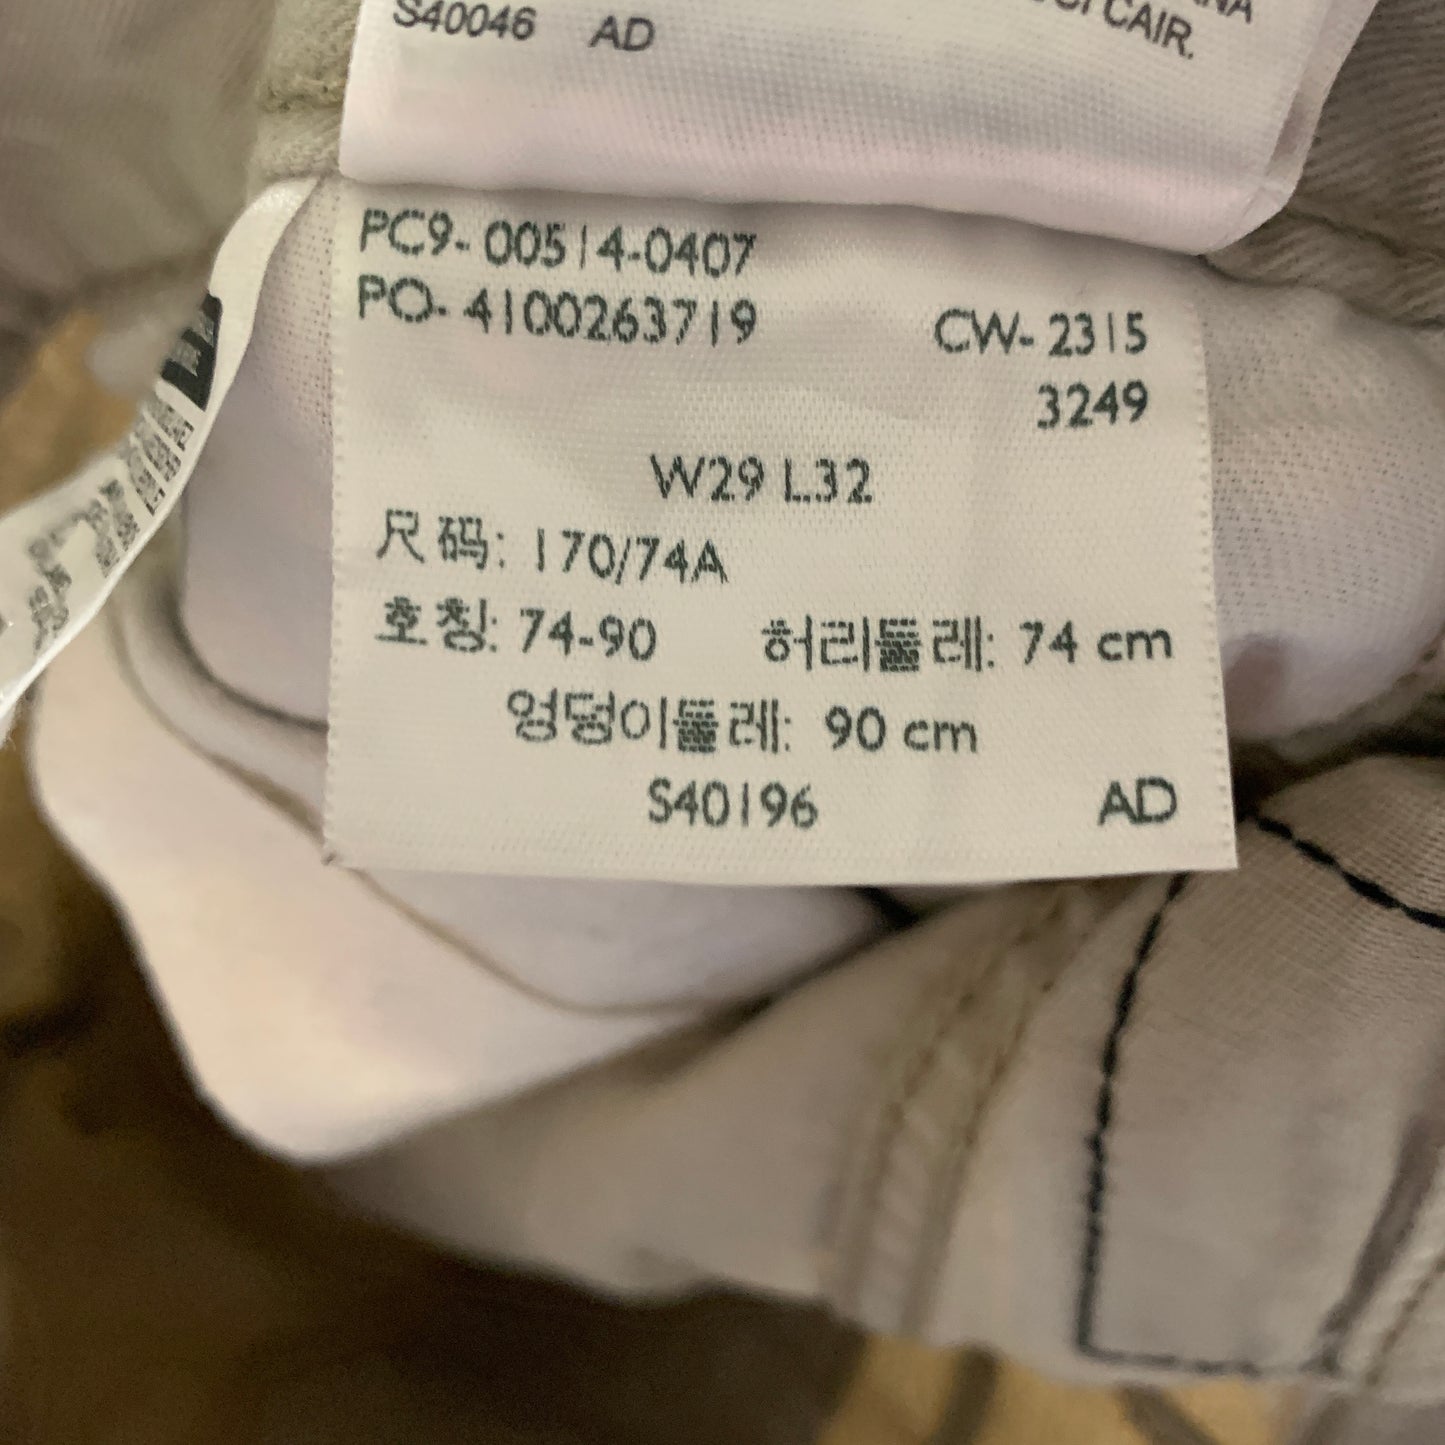 CAIR.
S40046 AD
PC9- 00514-0407
PO- 4100263719
CW- 2315
3249
W29 L32
尺码: 170/74A
호칭: 74-90 허리둘레: 74 cm
엉덩이둘레: 90 cm
S40196 AD